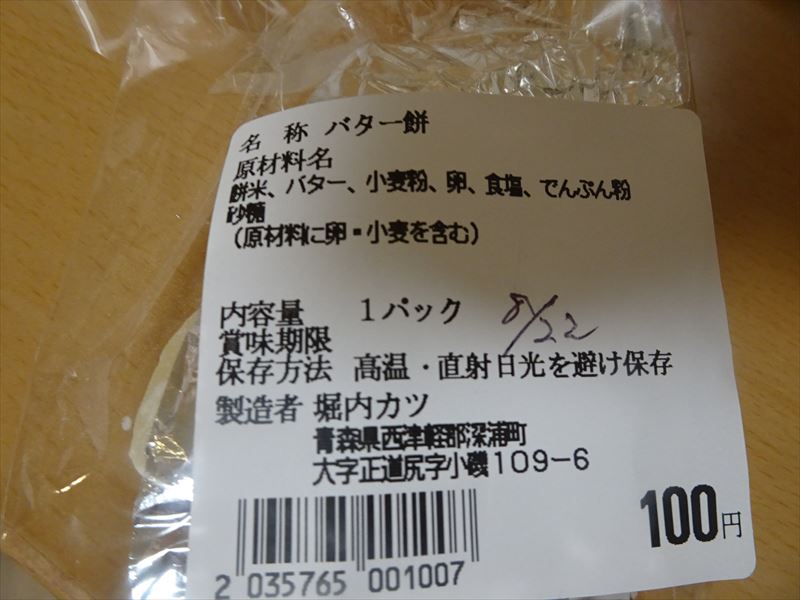 名 称 バター餅
原材料名
餅米、バター、小麦粉、卵、食塩、でんぷん粉
砂糖
(原材料に卵・小麦を含む)
内容量 1パック 8/22
賞味期限
保存方法 高温・直射日光を避け保存
製造者 堀内カツ
青森県西津軽郡深浦町
大字正道尻字小磯109-6
100円
2 035765 001007